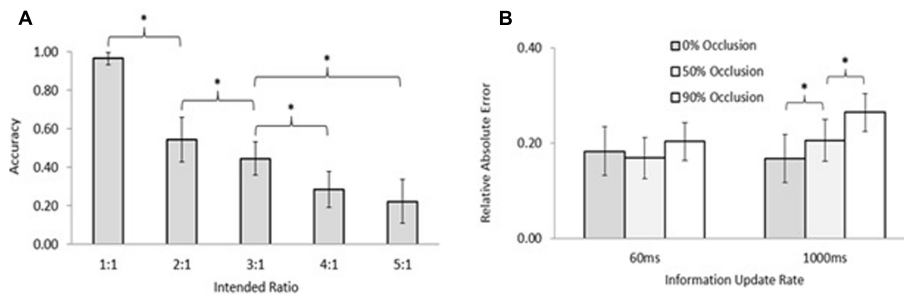 A
Accuracy
1.00
0.80
0.60
0.40
0.20
0.00
*
*
*
*
1:1 2:1 3:1 4:1 5:1
Intended Ratio
B
Relative Absolute Error
0.40
0.20
0.00
0% Occlusion
50% Occlusion
90% Occlusion
*
*
60ms 1000ms
Information Update Rate